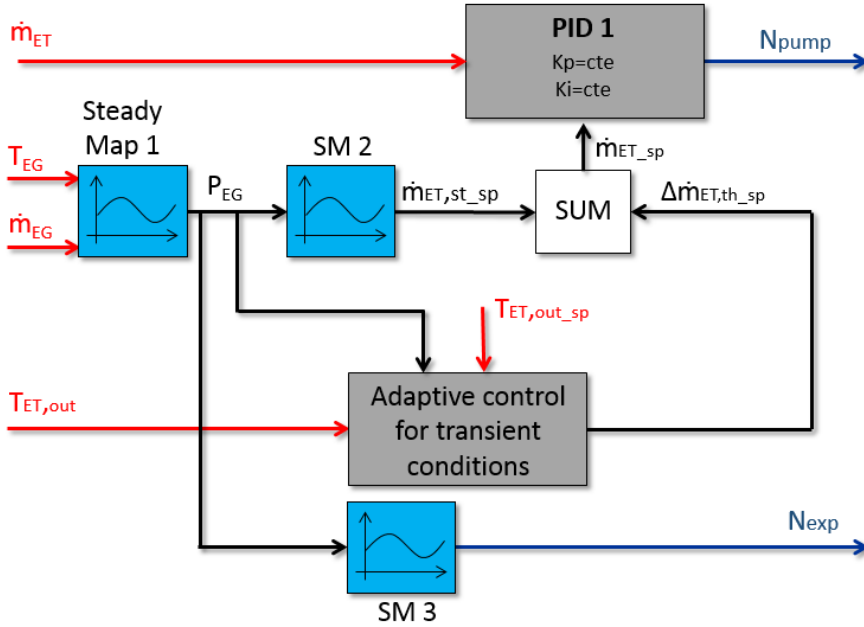 ṁET
PID 1
Kp=cte
Ki=cte
Npump
Steady
Map 1
SM 2
ṁET_sp
TEG
PEG
ṁET,st_sp
SUM
ΔṁET,th_sp
ṁEG
TET,out_sp
TET,out
Adaptive control
for transient
conditions
Nexp
SM 3